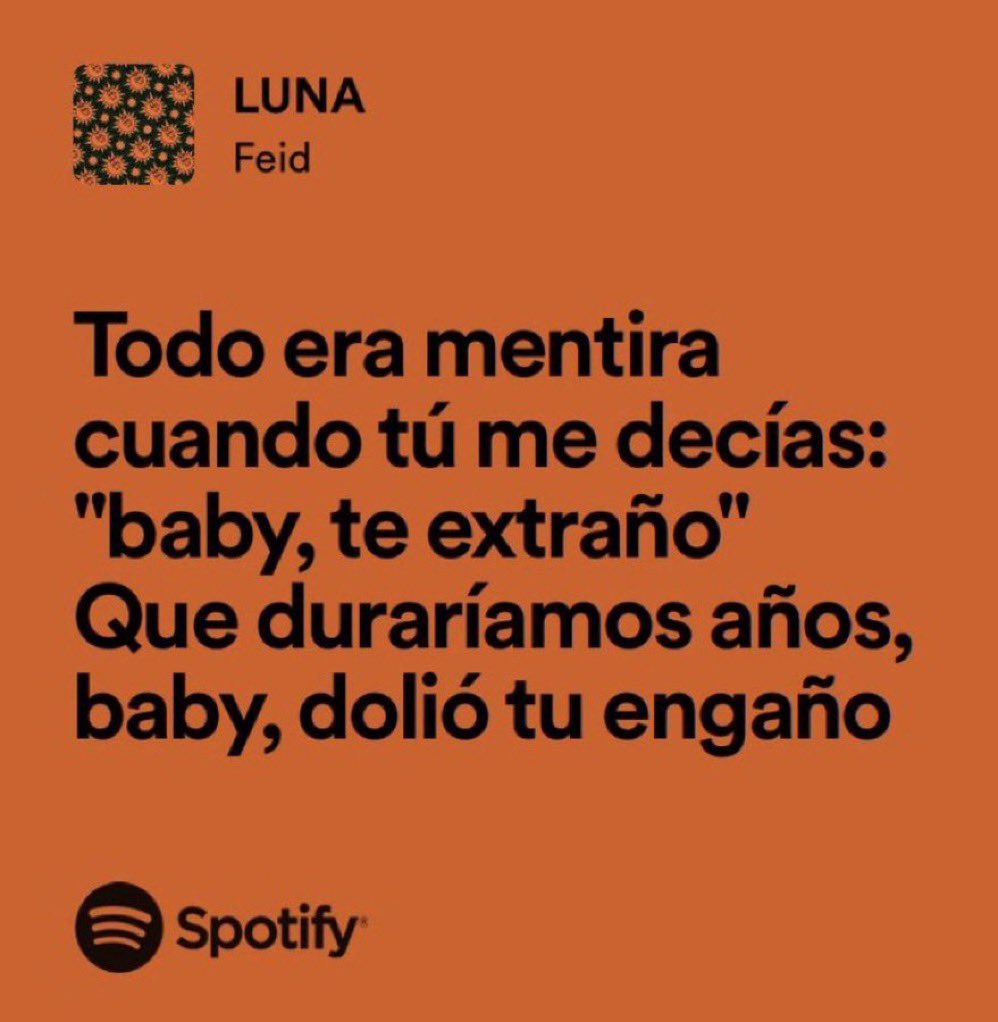 LUNA
Feid
Todo era mentira
cuando tú me decías:
"baby, te extraño"
Que duraríamos años,
baby, dolió tu engaño
Spotify®